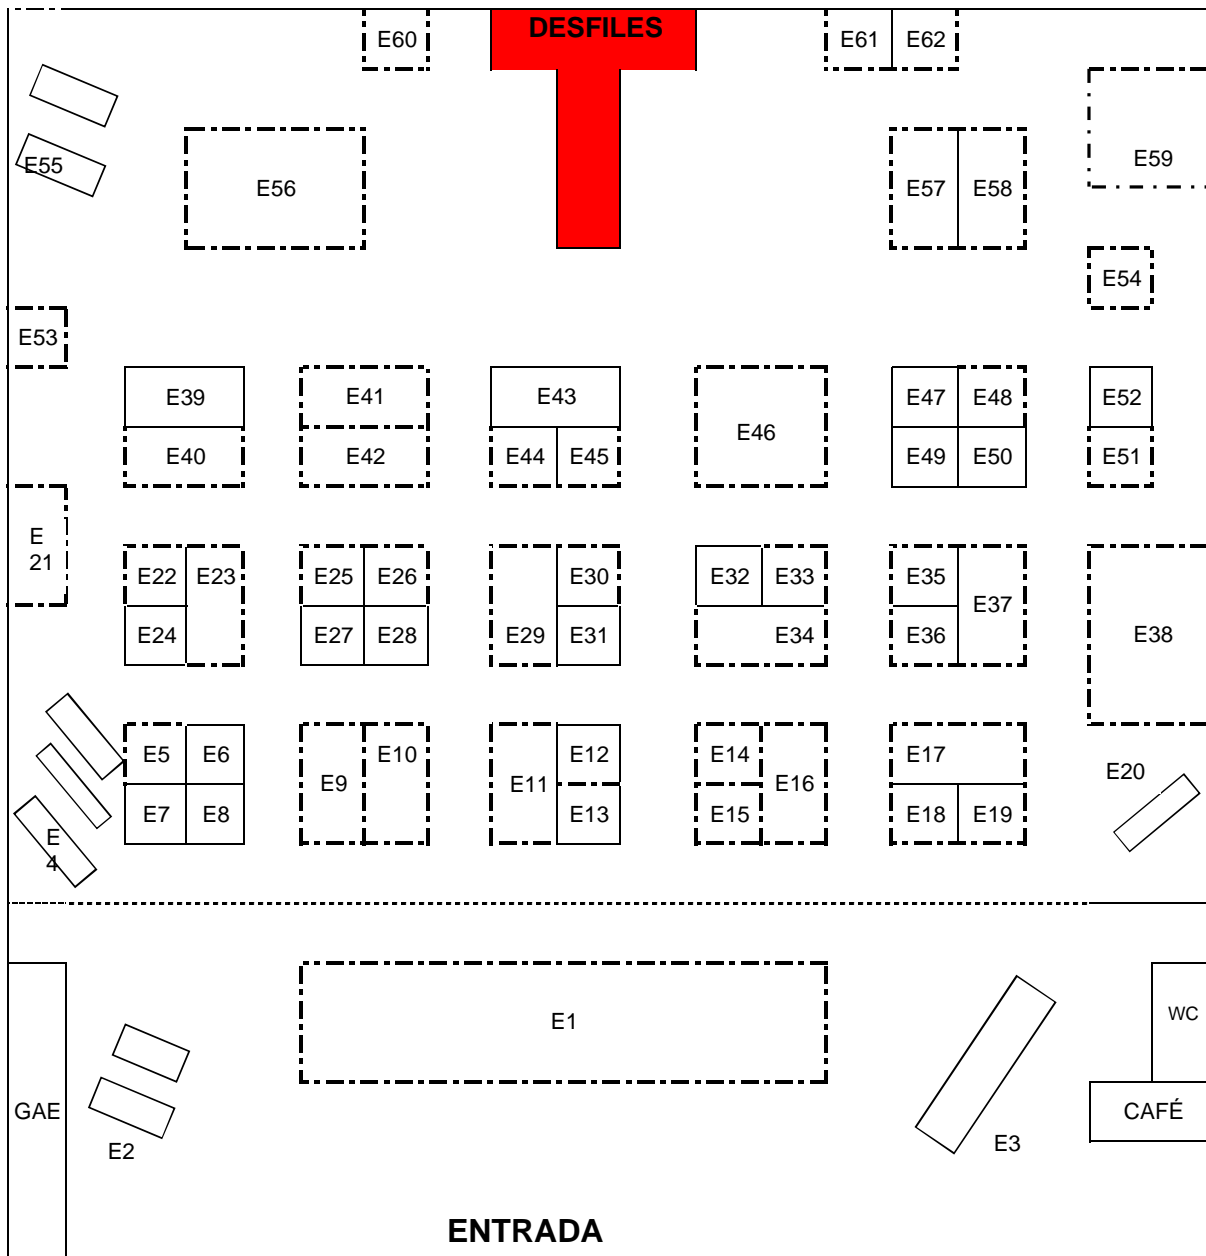 DESFILES
E60
E61 E62
E55
E56
E57 E58
E59
E54
E53
E39 E41 E43 E47 E48 E52
E46
E40 E42 E44 E45 E49 E50 E51
E
21
E22 E23 E25 E26 E30 E32 E33 E35
E37
E24 E27 E28 E29 E31 E34 E36 E38
E5 E6 E10 E12 E14 E17
E20
E9 E11 E16
E7 E8 E13 E15 E18 E19
E
4
E1
WC
GAE
CAFÉ
E2
E3
ENTRADA